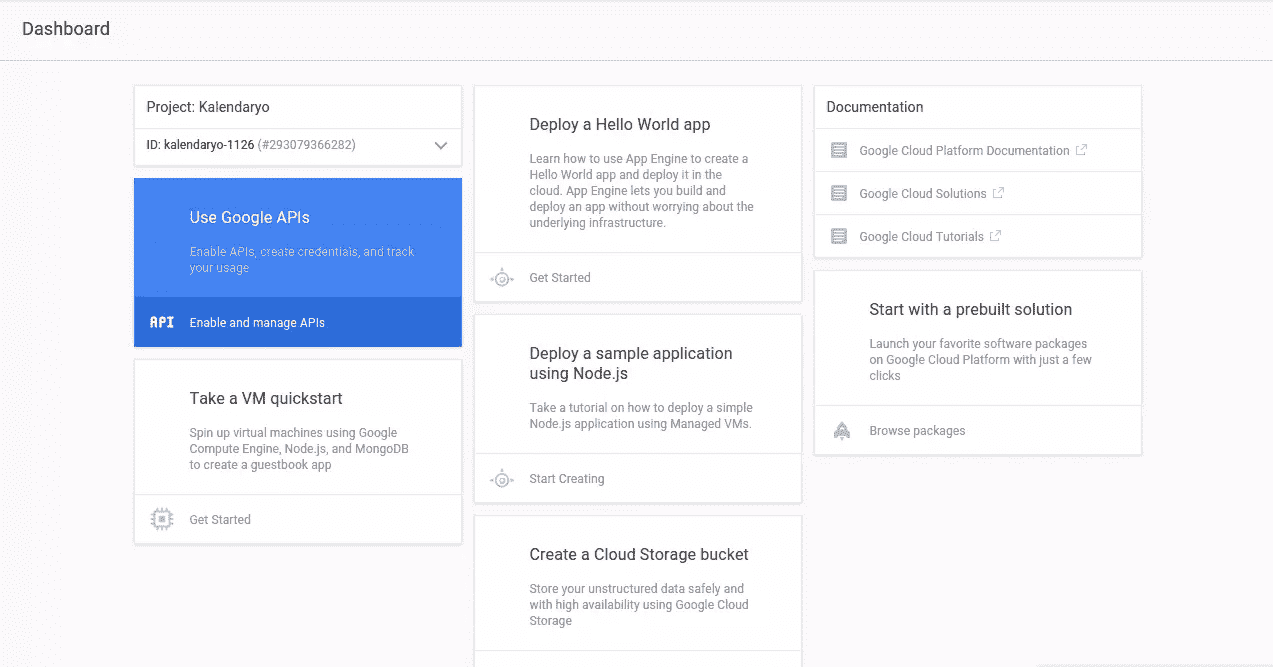 Dashboard
Project: Kalendaryo
ID: kalendaryo-1126 (#293079366282)
Use Google APIs
Enable APIs, create credentials, and track
your usage
API Enable and manage APIs
Take a VM quickstart
Spin up virtual machines using Google
Compute Engine, Node.js, and MongoDB
to create a guestbook app
Get Started
Deploy a Hello World app
Learn how to use App Engine to create a
Hello World app and deploy it in the
cloud. App Engine lets you build and
deploy an app without worrying about the
underlying infrastructure.
Get Started
Deploy a sample application
using Node.js
Take a tutorial on how to deploy a simple
Node.js application using Managed VMs.
Start Creating
Create a Cloud Storage bucket
Store your unstructured data safely and
with high availability using Google Cloud
Storage
Documentation
Google Cloud Platform Documentation
Google Cloud Solutions
Google Cloud Tutorials
Start with a prebuilt solution
Launch your favorite software packages
on Google Cloud Platform with just a few
clicks
Browse packages